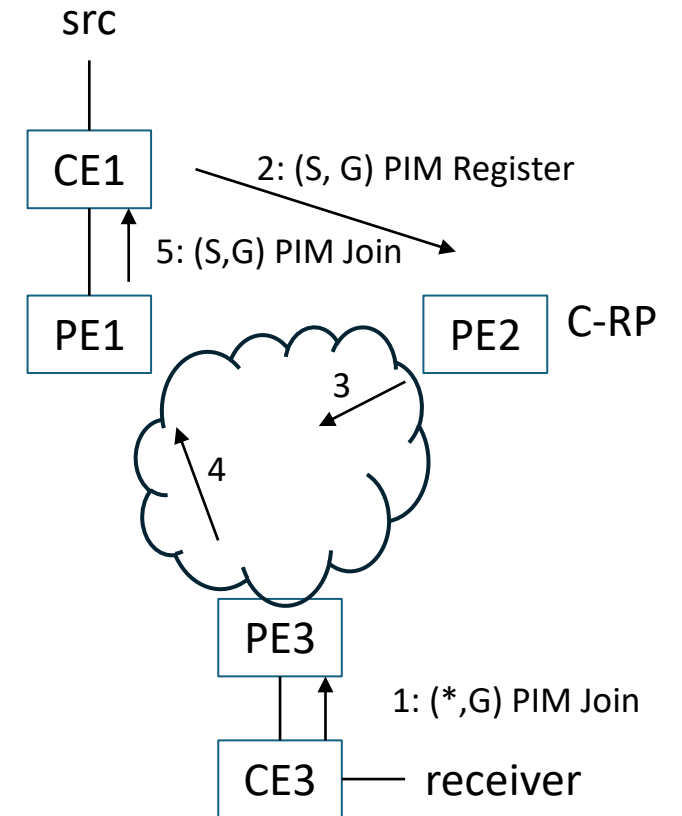 src
CE1
2: (S, G) PIM Register
5: (S,G) PIM Join
PE1
PE2
C-RP
3
4
PE3
1: (*,G) PIM Join
CE3
receiver